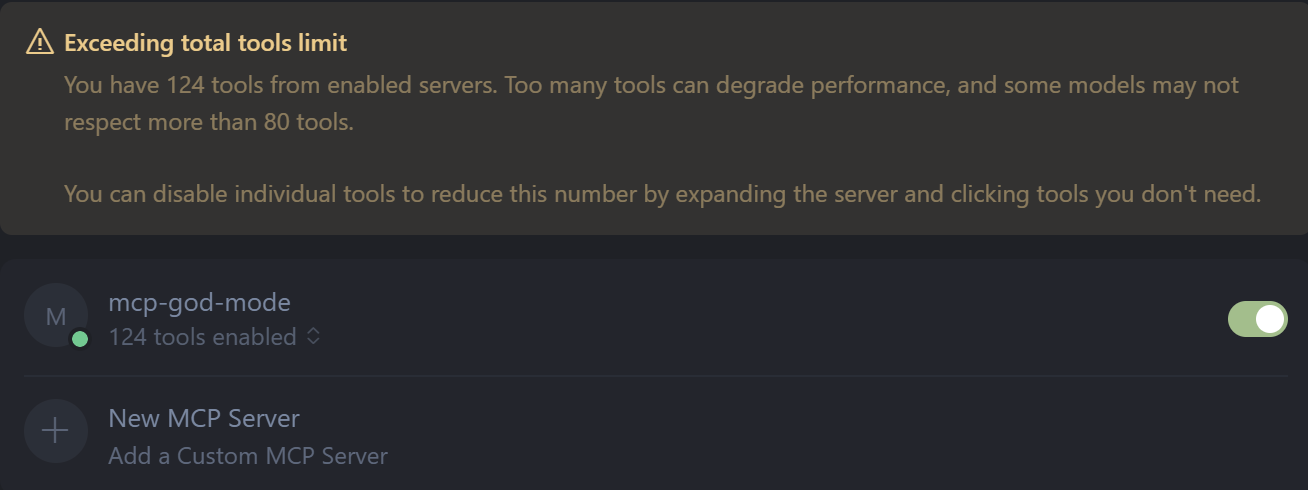 Exceeding total tools limit
You have 124 tools from enabled servers. Too many tools can degrade performance, and some models may not
respect more than 80 tools.
You can disable individual tools to reduce this number by expanding the server and clicking tools you don't need.
M
mcp-god-mode
124 tools enabled
New MCP Server
Add a Custom MCP Server